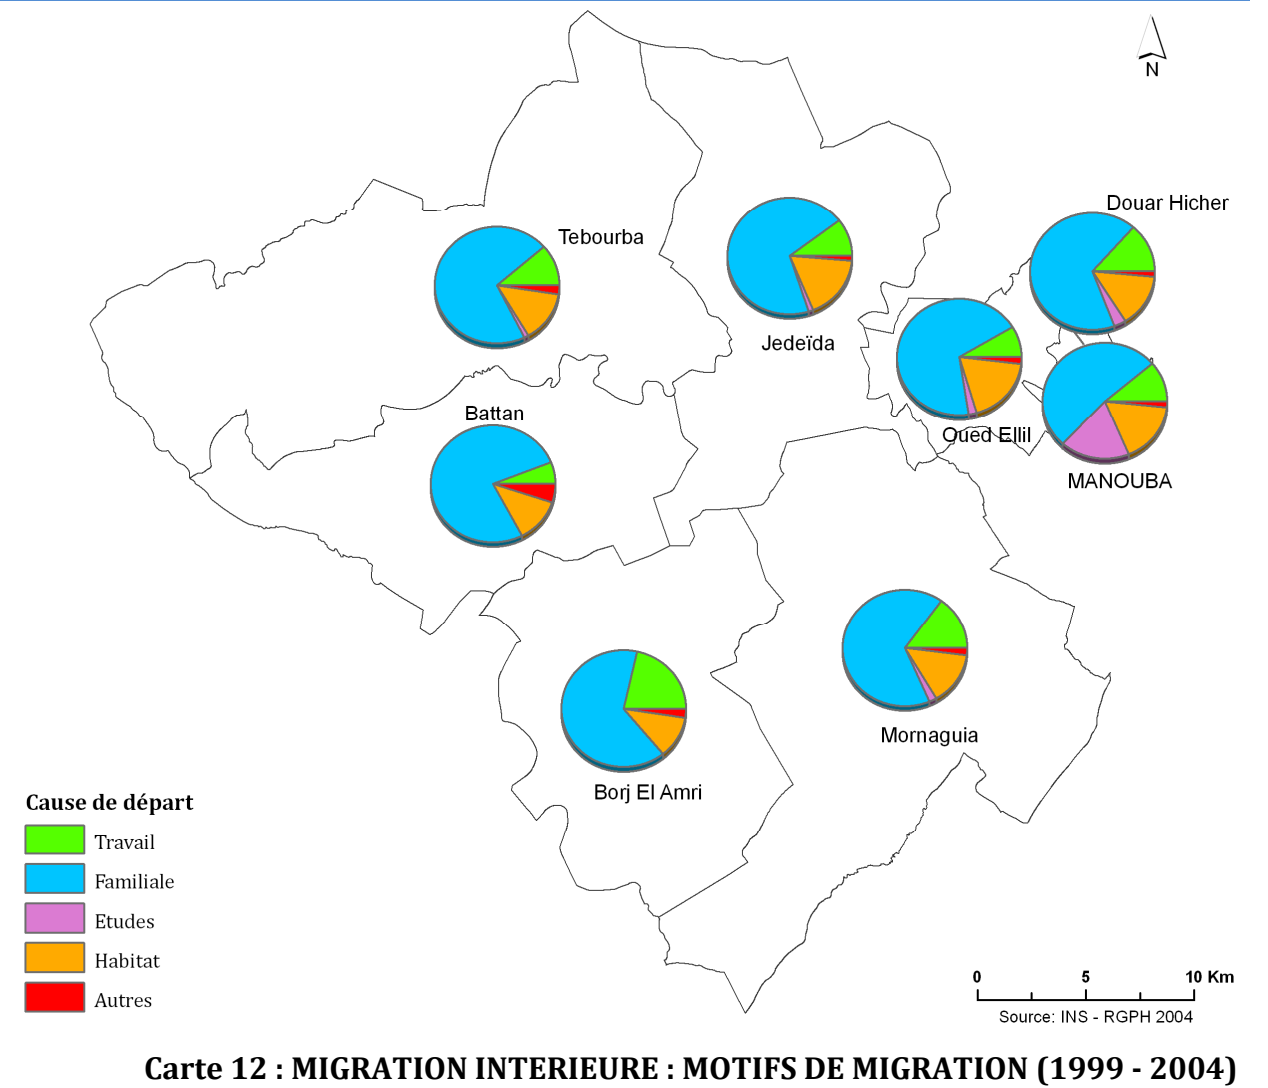 N
Douar Hicher
Tebourba
Jedeïda
Battan
Oued Ellil
MANOUBA
Mornaguia
Borj El Amri
Cause de départ
Travail
Familiale
Etudes
Habitat
Autres
0 5 10 Km
Source: INS - RGPH 2004
Carte 12 : MIGRATION INTERIEURE : MOTIFS DE MIGRATION (1999 - 2004)